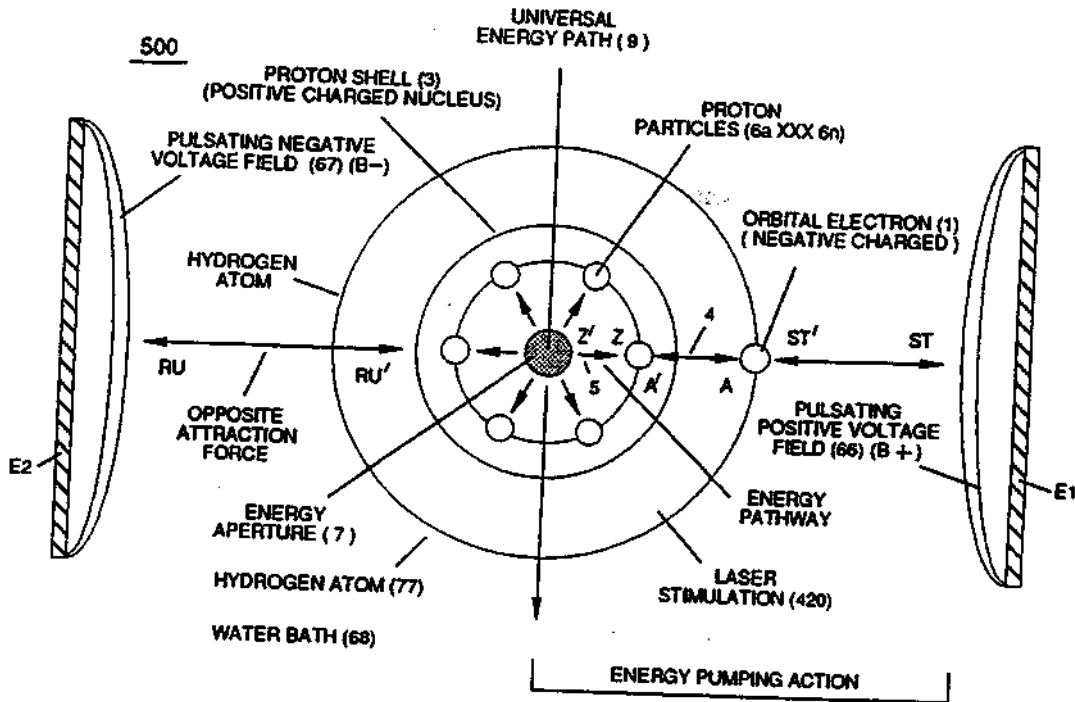 UNIVERSAL
ENERGY PATH (9)
500
PROTON SHELL (3)
(POSITIVE CHARGED NUCLEUS)
PROTON
PARTICLES (6a XXX 6n)
PULSATING NEGATIVE
VOLTAGE FIELD (67) (B-)
ORBITAL ELECTRON (1)
(NEGATIVE CHARGED)
HYDROGEN
ATOM
4
Z' Z
ST' ST
RU RU'
5
A' A
OPPOSITE
ATTRACTION
FORCE
PULSATING
POSITIVE VOLTAGE
FIELD (66) (B +)
E2
E1
ENERGY
APERTURE (7)
ENERGY
PATHWAY
HYDROGEN ATOM (77)
LASER
STIMULATION (420)
WATER BATH (68)
ENERGY PUMPING ACTION